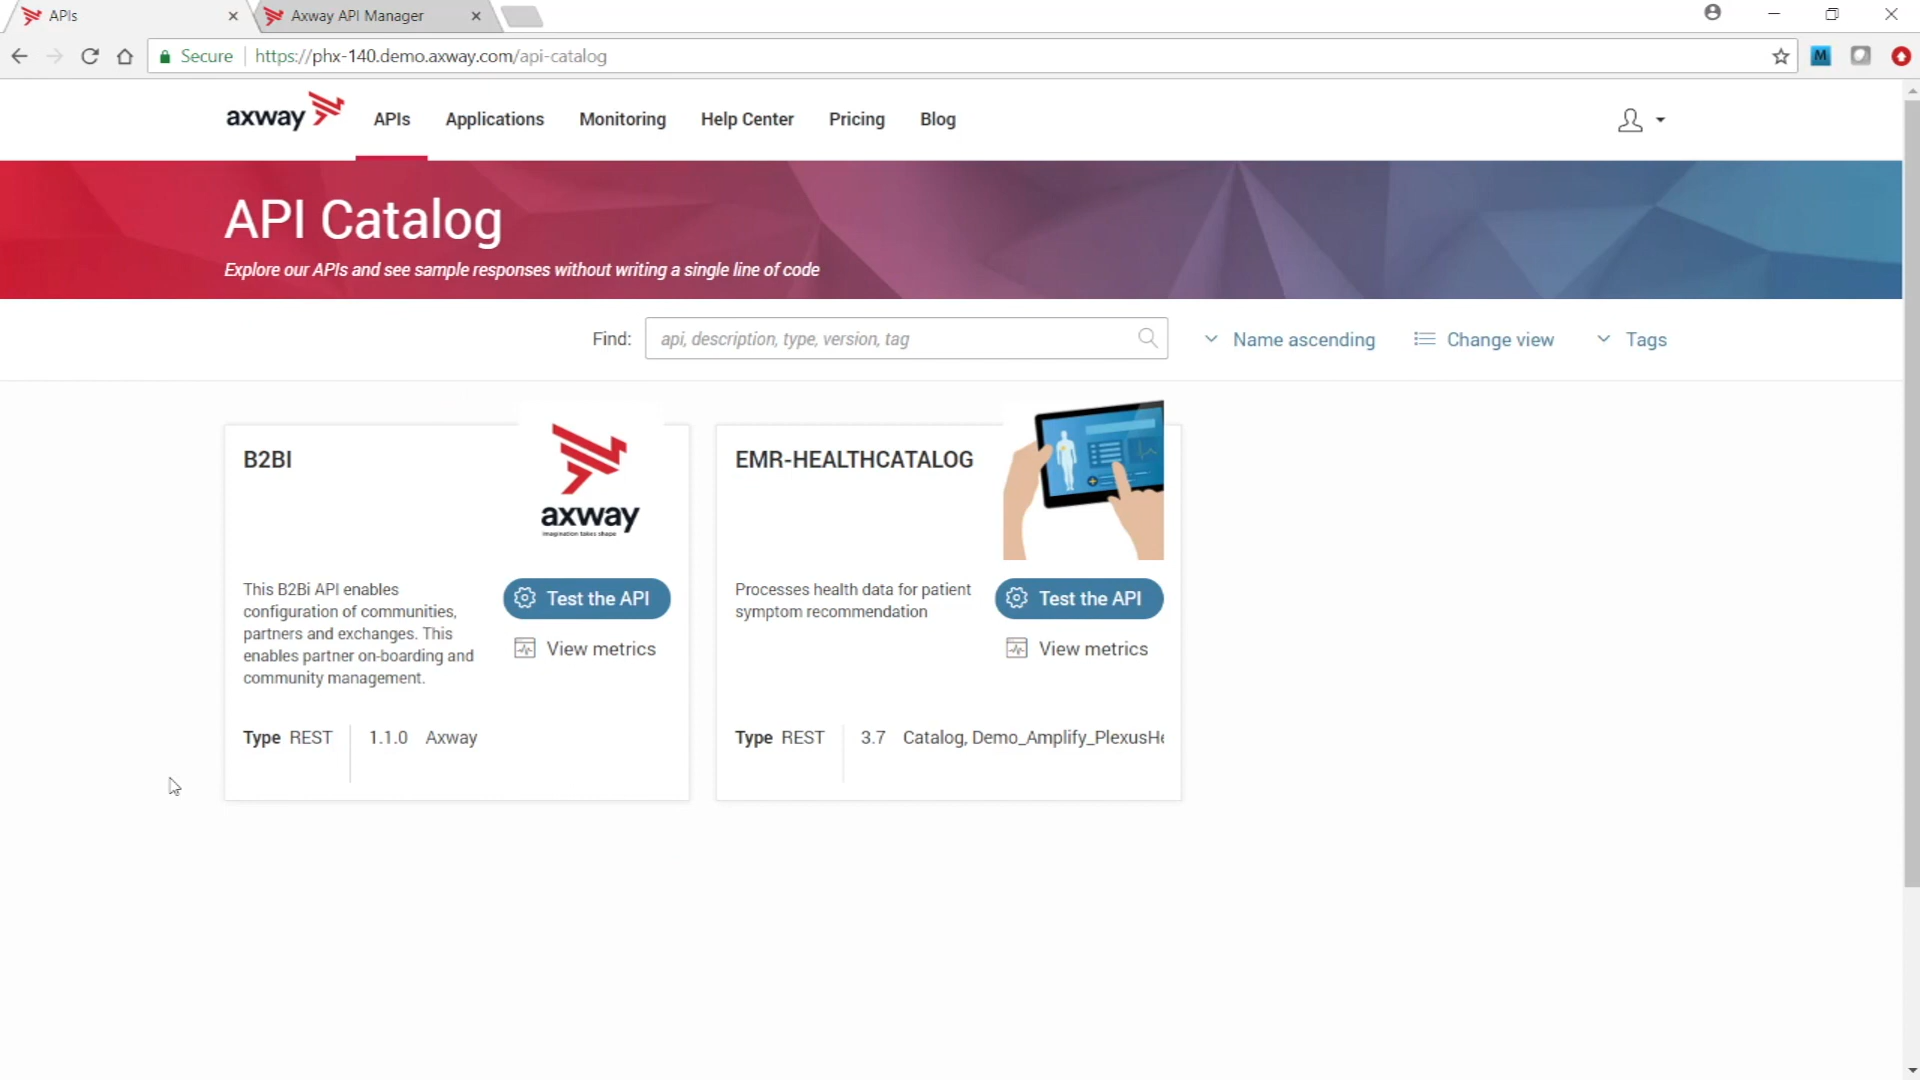 APIs
Axway API Manager
Secure
https://phx-140.demo.axway.com/api-catalog
M
axway
APIs
Applications
Monitoring
Help Center
Pricing
Blog
API Catalog
Explore our APIs and see sample responses without writing a single line of code
Find:
api, description, type, version, tag
Name ascending
Change view
Tags
B2BI
axway
imagination takes shape
This B2Bi API enables
configuration of communities,
partners and exchanges. This
enables partner on-boarding and
community management.
Test the API
View metrics
Type REST
1.1.0 Axway
EMR-HEALTHCATALOG
Processes health data for patient
symptom recommendation
Test the API
View metrics
Type REST
3.7 Catalog, Demo_Amplify_PlexusHe